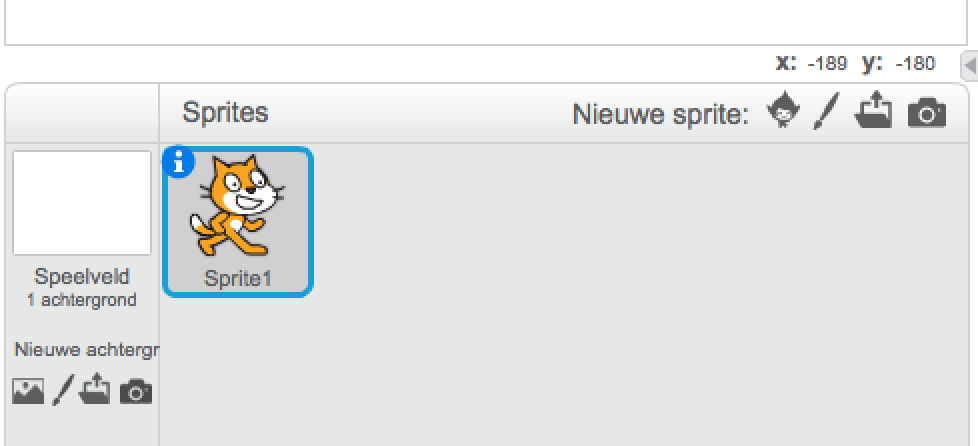 x: -189 y: -180
Sprites
Nieuwe sprite:
Sprite1
Speelveld
1 achtergrond
Nieuwe achtergr